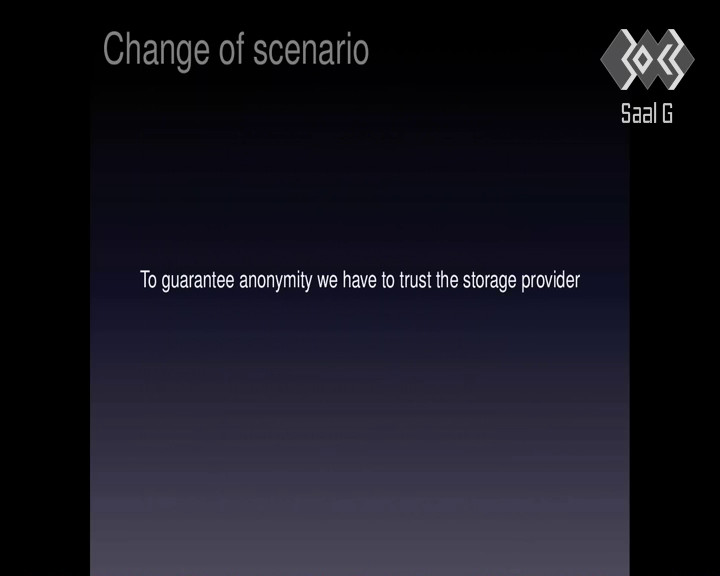 Change of scenario
Saal G
To guarantee anonymity we have to trust the storage provider